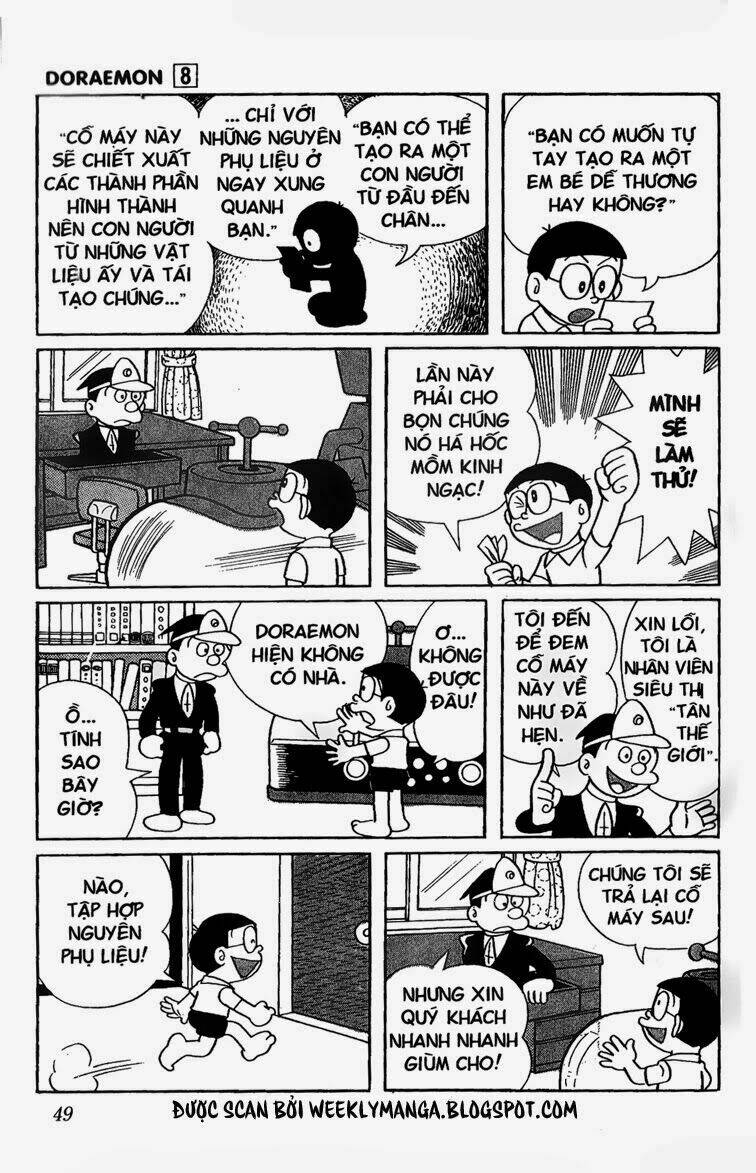 DORAEMON 8
"BẠN CÓ MUỐN TỰ
TAY TẠO RA MỘT
EM BÉ DỄ THƯƠNG
HAY KHÔNG?"
"BẠN CÓ THỂ
TẠO RA MỘT
CON NGƯỜI
TỪ ĐẦU ĐẾN
CHÂN...
... CHỈ VỚI
NHỮNG NGUYÊN
PHỤ LIỆU Ở
NGAY XUNG
QUANH
BẠN."
"CỖ MÁY NÀY
SẼ CHIẾT XUẤT
CÁC THÀNH PHẦN
HÌNH THÀNH
NÊN CON NGƯỜI
TỪ NHỮNG VẬT
LIỆU ẤY VÀ TÁI
TẠO CHÚNG..."
MÌNH
SẼ
LÀM
THỬ!
LẦN NÀY
PHẢI CHO
BỌN CHÚNG
NÓ HÁ HỐC
MỒM KINH
NGẠC!
XIN LỖI,
TÔI LÀ
NHÂN VIÊN
SIÊU THỊ
"TÂN
THẾ
GIỚI".
TÔI ĐẾN
ĐỂ ĐEM
CỖ MÁY
NÀY VỀ
NHƯ ĐÃ
HẸN.
Ơ...
KHÔNG
ĐƯỢC
ĐÂU!
DORAEMON
HIỆN KHÔNG
CÓ NHÀ.
Ồ...
TÍNH
SAO
BÂY
GIỜ?
CHÚNG TÔI SẼ
TRẢ LẠI CỖ
MÁY SAU!
NHƯNG XIN
QUÝ KHÁCH
NHANH NHANH
GIÙM CHO!
NÀO,
TẬP HỢP
NGUYÊN
PHỤ LIỆU!
49
ĐƯỢC SCAN BỞI WEEKLYMANGA.BLOGSPOT.COM